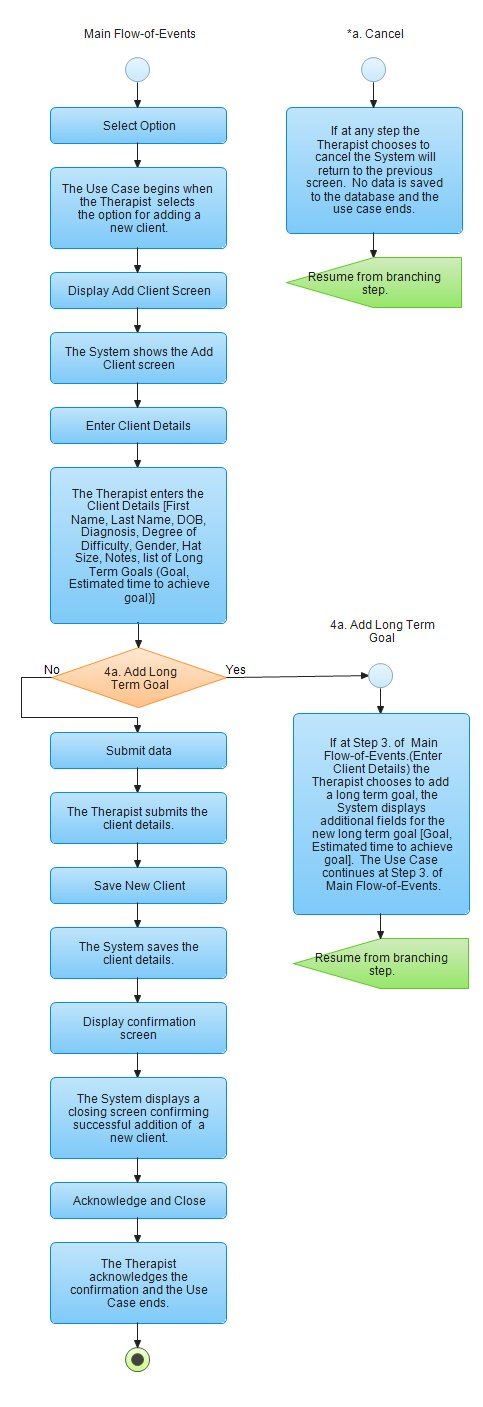 Main Flow-of-Events
*a. Cancel
Select Option
If at any step the
Therapist chooses to
cancel the System will
return to the previous
screen. No data is saved
to the database and the
use case ends.
The Use Case begins when
the Therapist selects
the option for adding a
new client.
Resume from branching
step.
Display Add Client Screen
The System shows the Add
Client screen
Enter Client Details
The Therapist enters the
Client Details [First
Name, Last Name, DOB,
Diagnosis, Degree of
Difficulty, Gender, Hat
Size, Notes, list of Long
Term Goals (Goal,
Estimated time to achieve
goal)]
4a. Add Long Term
Goal
No
4a. Add Long
Term Goal
Yes
If at Step 3. of Main
Flow-of-Events.(Enter
Client Details) the
Therapist chooses to add
a long term goal, the
System displays
additional fields for the
new long term goal [Goal,
Estimated time to achieve
goal]. The Use Case
continues at Step 3. of
Main Flow-of-Events.
Resume from branching
step.
Submit data
The Therapist submits the
client details.
Save New Client
The System saves the
client details.
Display confirmation
screen
The System displays a
closing screen confirming
successful addition of a
new client.
Acknowledge and Close
The Therapist
acknowledges the
confirmation and the Use
Case ends.